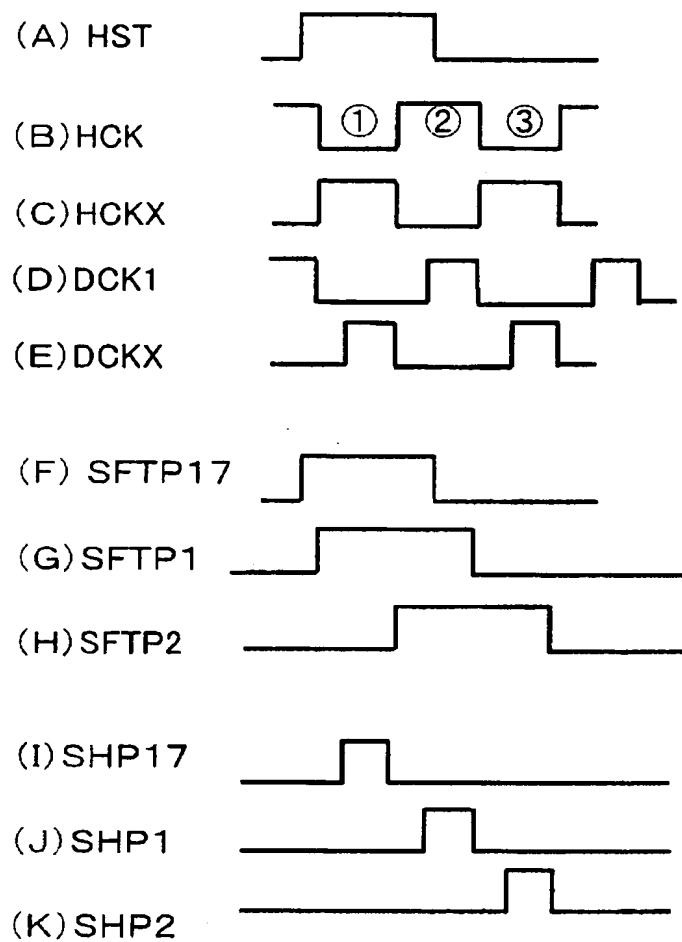 (A) HST
(B)HCK ① ② ③
(C)HCKX
(D)DCK1
(E)DCKX
(F) SFTP17
(G)SFTP1
(H)SFTP2
(I)SHP17
(J)SHP1
(K)SHP2